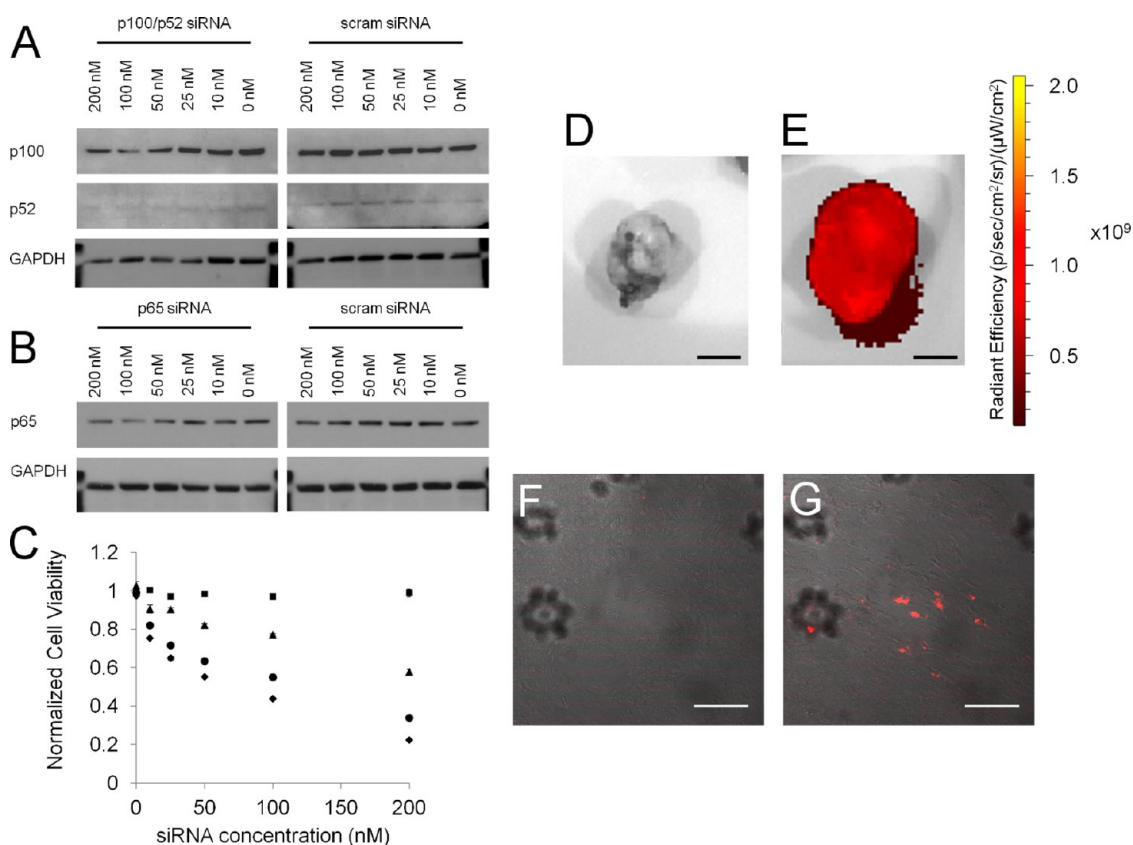 A
p100/p52 siRNA
scram siRNA
200 nM 100 nM 50 nM 25 nM 10 nM 0 nM
200 nM 100 nM 50 nM 25 nM 10 nM 0 nM
p100
p52
GAPDH
B
p65 siRNA
scram siRNA
200 nM 100 nM 50 nM 25 nM 10 nM 0 nM
200 nM 100 nM 50 nM 25 nM 10 nM 0 nM
p65
GAPDH
C
Normalized Cell Viability
1.2
1
0.8
0.6
0.4
0.2
0
0 50 100 150 200
siRNA concentration (nM)
D
E
Radiant Efficiency (p/sec/cm²/sr)/(µW/cm²)
2.0
1.5
1.0
0.5
x10⁹
F
G